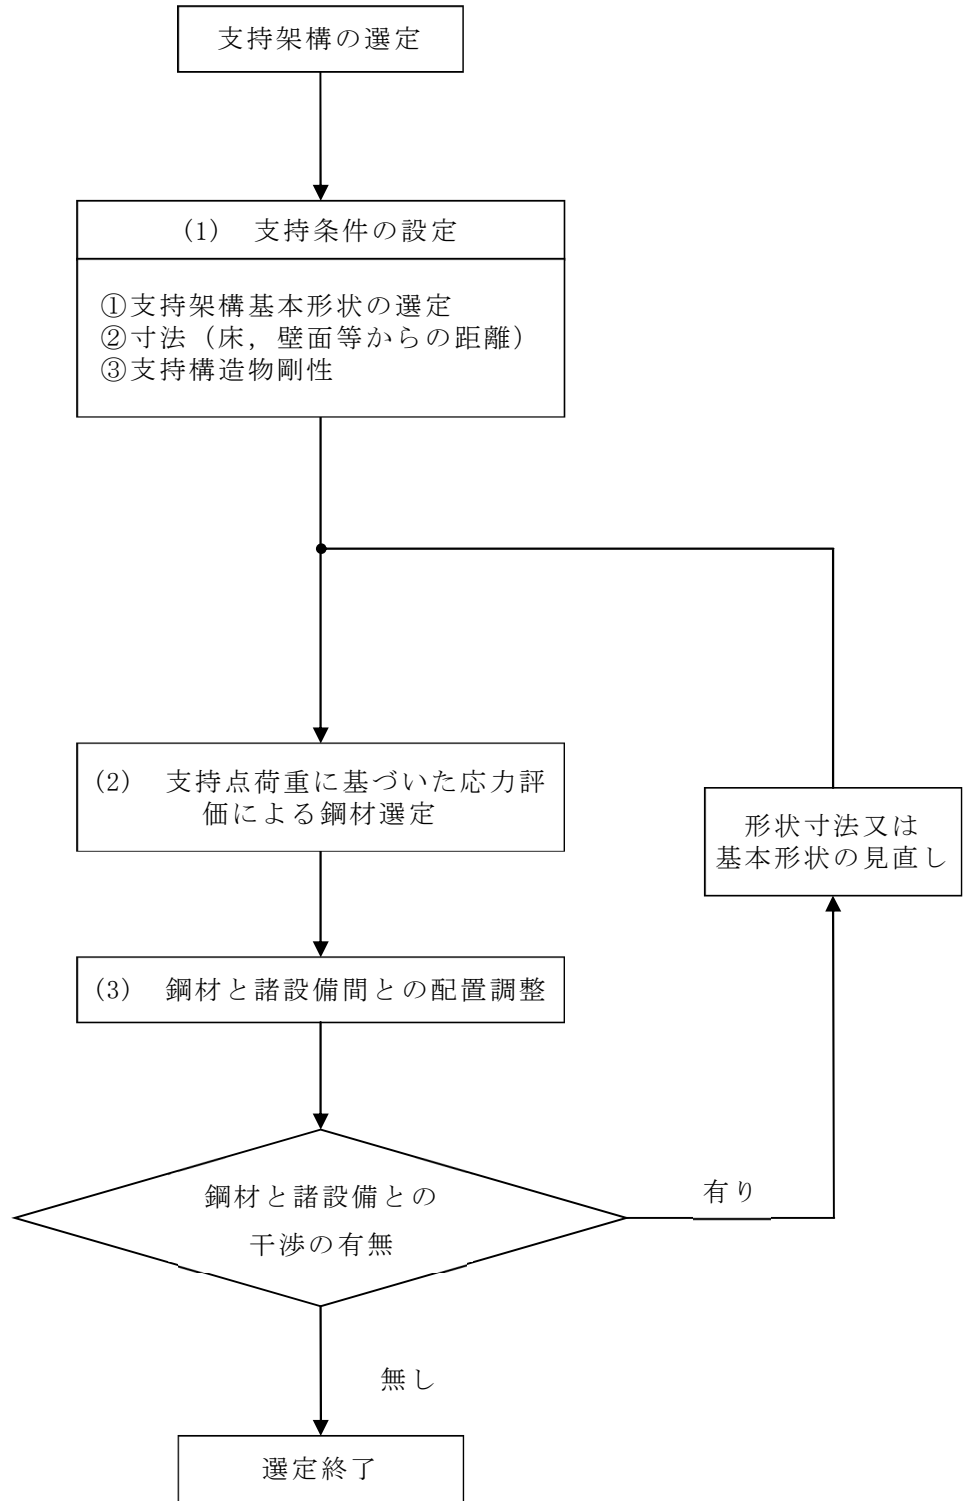 支持架構の選定
(1) 支持条件の設定
①支持架構基本形状の選定
②寸法（床，壁面等からの距離）
③支持構造物剛性
(2) 支持点荷重に基づいた応力評
価による鋼材選定
形状寸法又は
基本形状の見直し
(3) 鋼材と諸設備間との配置調整
鋼材と諸設備との
干渉の有無
有り
無し
選定終了